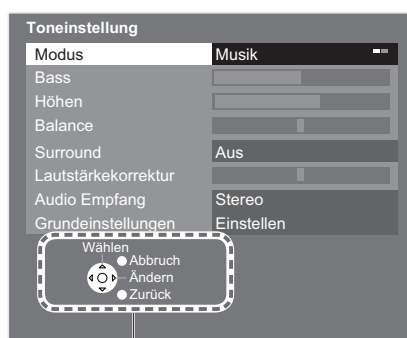 Toneinstellung
Modus Musik
Bass
Höhen
Balance
Surround Aus
Lautstärkekorrektur
Audio Empfang Stereo
Grundeinstellungen Einstellen
Wählen
Abbruch
Ändern
Zurück